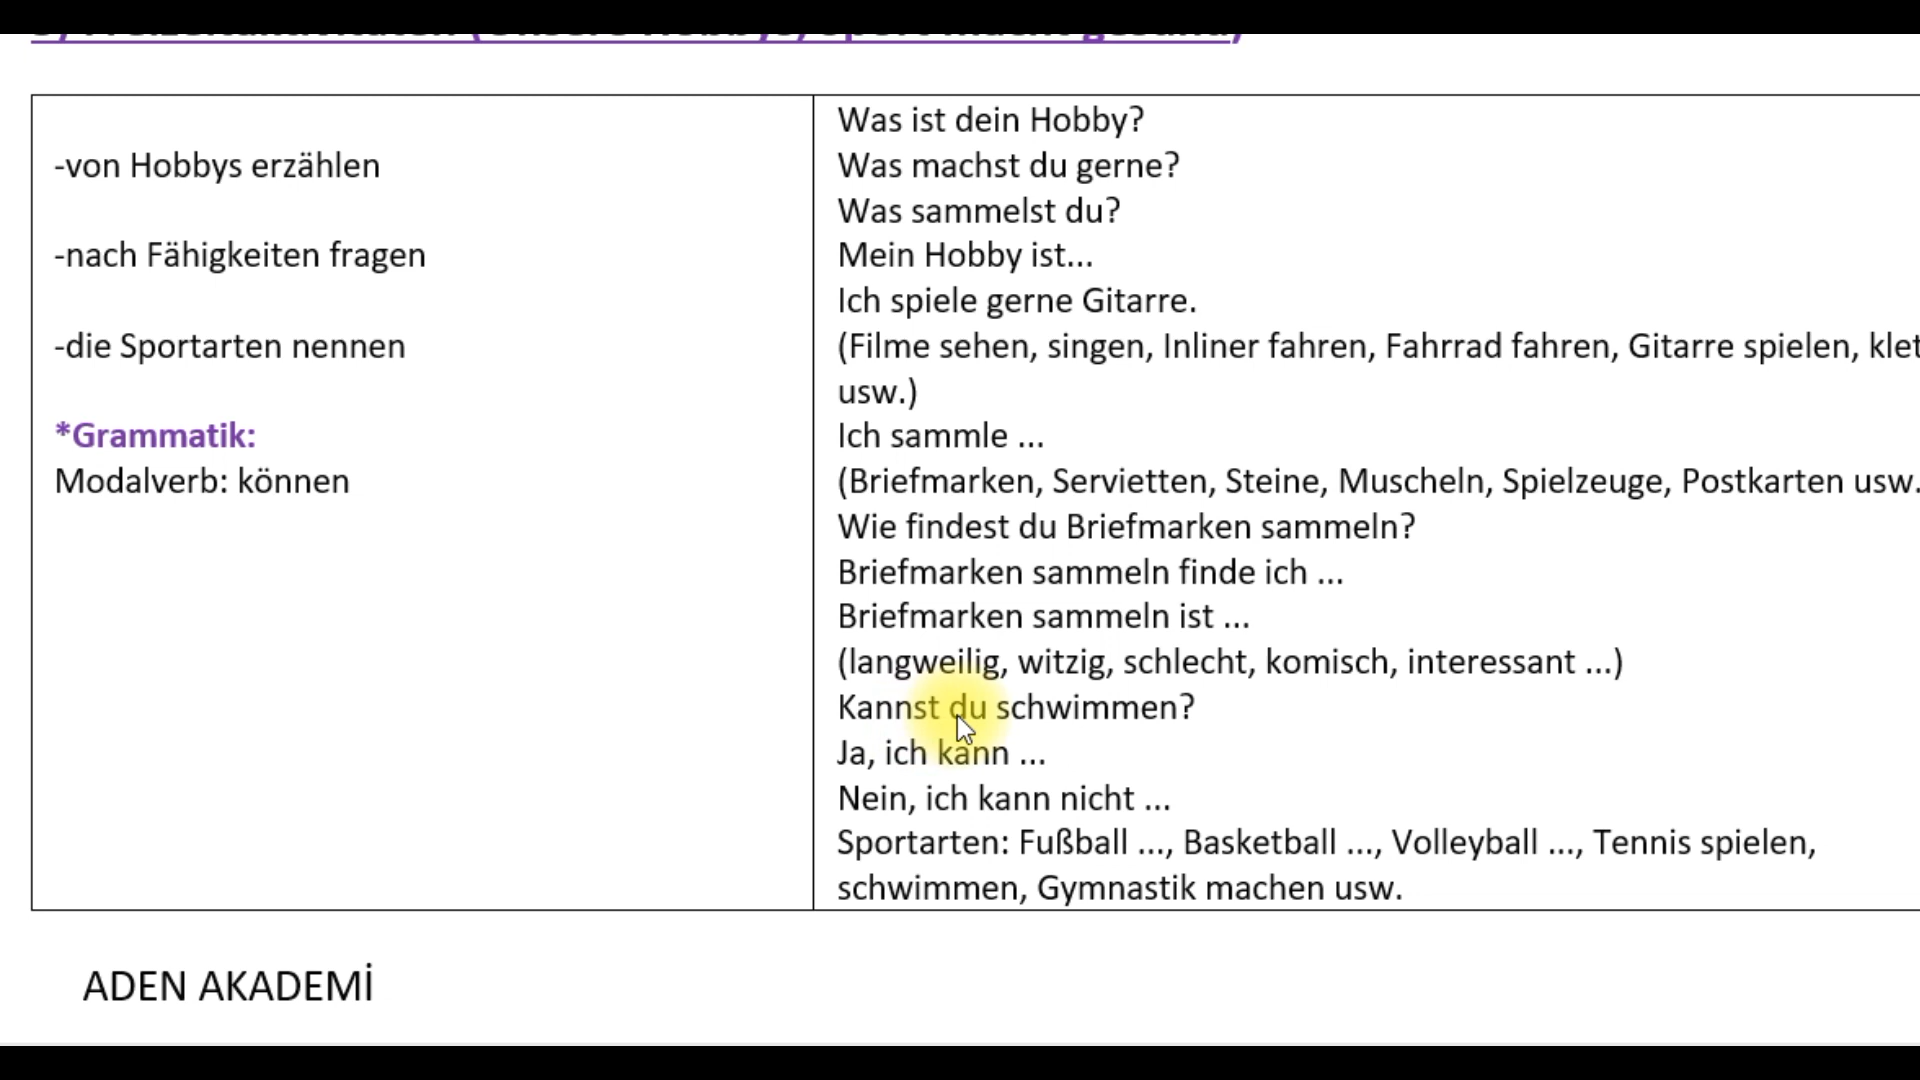 -von Hobbys erzählen
-nach Fähigkeiten fragen
-die Sportarten nennen
*Grammatik:
Modalverb: können
Was ist dein Hobby?
Was machst du gerne?
Was sammelst du?
Mein Hobby ist...
Ich spiele gerne Gitarre.
(Filme sehen, singen, Inliner fahren, Fahrrad fahren, Gitarre spielen,
usw.)
Ich sammle ...
(Briefmarken, Servietten, Steine, Muscheln, Spielzeuge, Postkarten usw.
Wie findest du Briefmarken sammeln?
Briefmarken sammeln finde ich ...
Briefmarken sammeln ist ...
(langweilig, witzig, schlecht, komisch, interessant ...)
Kannst du schwimmen?
Ja, ich kann ...
Nein, ich kann nicht ...
Sportarten: Fußball ..., Basketball ..., Volleyball ..., Tennis spielen,
schwimmen, Gymnastik machen usw.
ADEN AKADEMİ